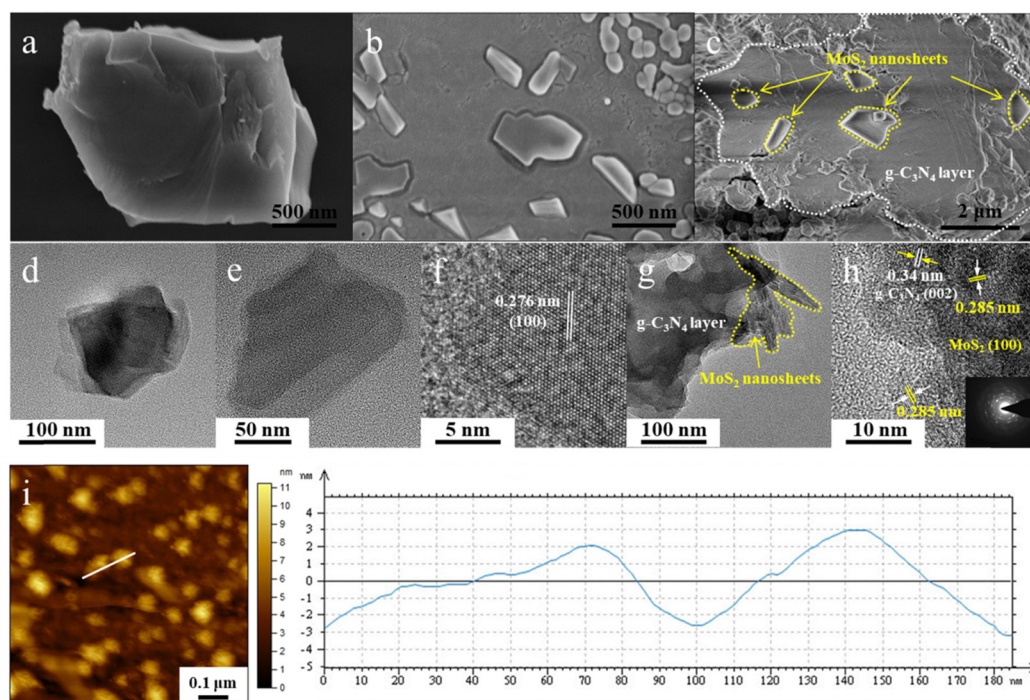 a
500 nm
b
500 nm
c
MoS₂ nanosheets
g-C₃N₄ layer
2 μm
d
100 nm
e
50 nm
f
0.276 nm
(100)
5 nm
g
g-C₃N₄ layer
MoS₂ nanosheets
100 nm
h
0.34 nm
g-C₃N₄ (002)
0.285 nm
MoS₂ (100)
0.285 nm
10 nm
i
0.1 μm
nm
11
10
9
8
7
6
5
4
3
2
1
0
nm
4
3
2
1
0
-1
-2
-3
-4
-5
0 10 20 30 40 50 60 70 80 90 100 110 120 130 140 150 160 170 nm